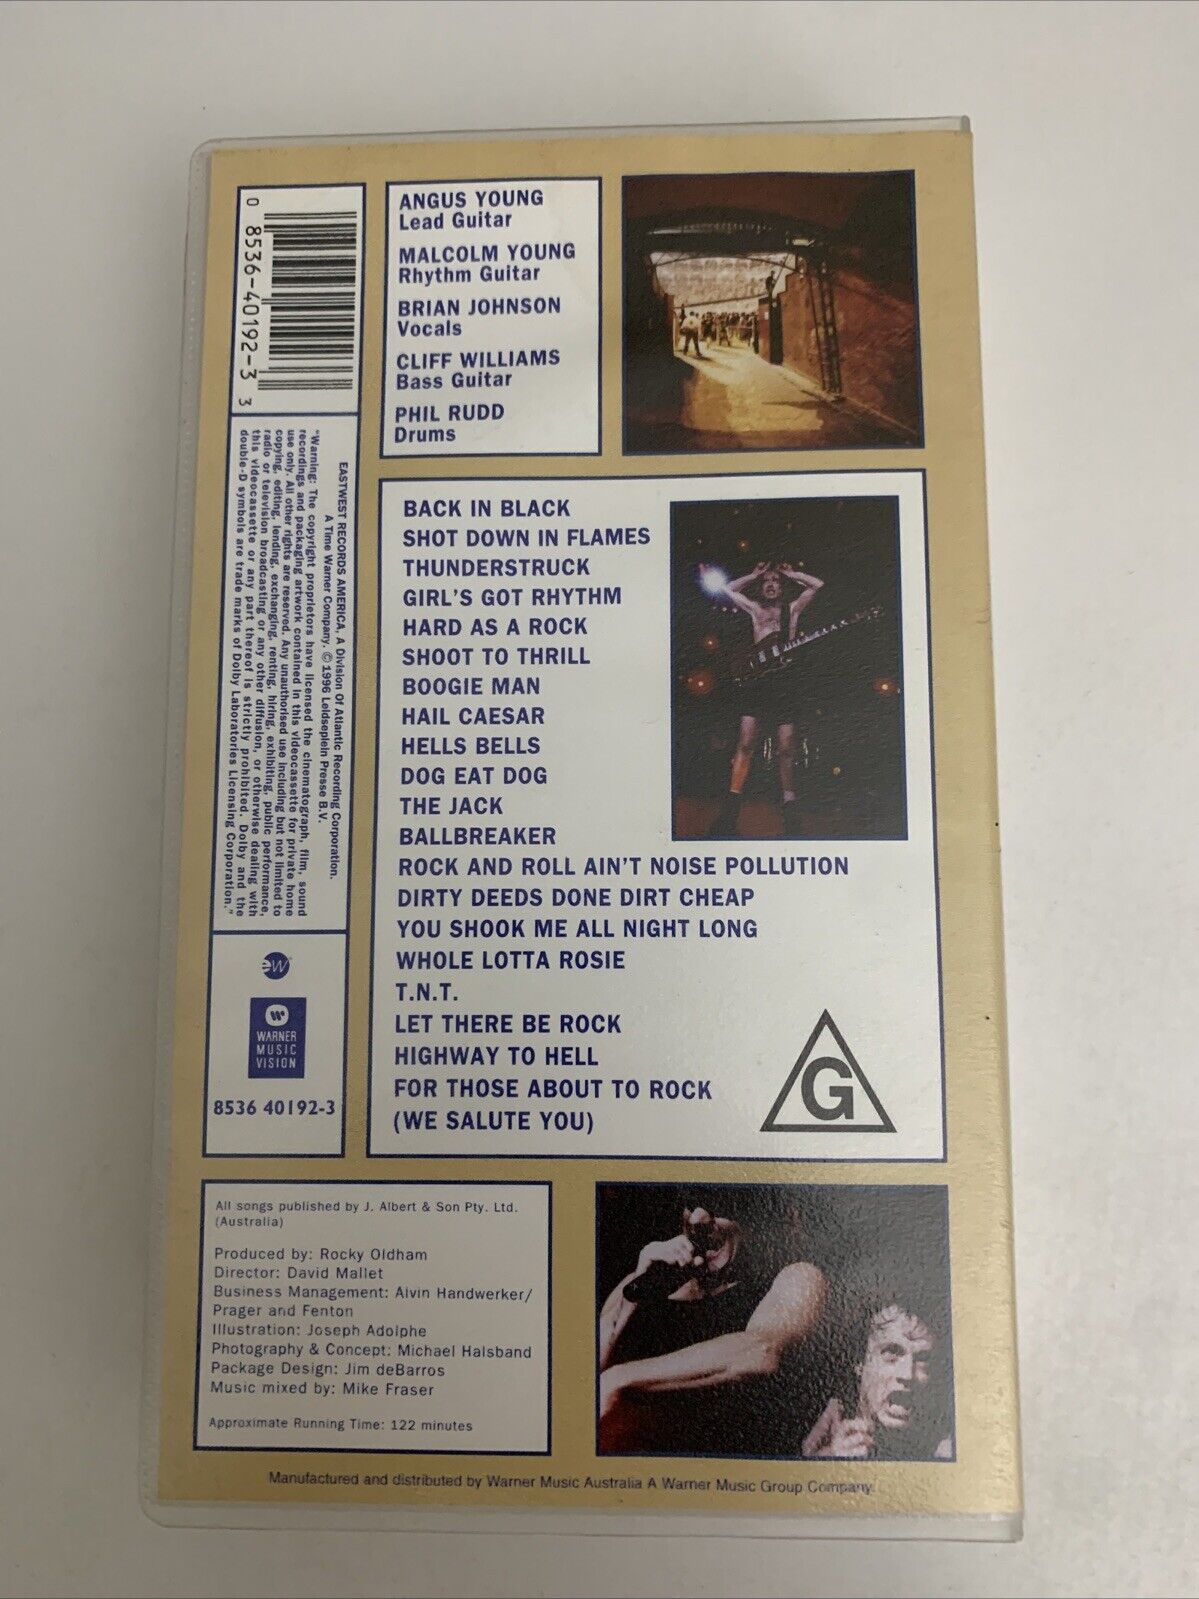 0 8536-40192-3 3
EASTWEST RECORDS AMERICA, A Division Of Atlantic Recording Corporation.
A Time Warner Company. © 1996 Leidseplein Presse B.V.
"Warning: The copyright proprietors have licensed the cinematograph, film, sound
recordings and packaging artwork contained in this videocassette for private home
use only. All other rights are reserved. Any unauthorised use including but not limited to
copying, editing, lending, exchanging, renting, hiring, exhibiting, public performance,
radio or television broadcasting or any other diffusion, or otherwise dealing with
this videocassette or any part thereof is strictly prohibited. Dolby and the
double-D symbols are trade marks of Dolby Laboratories Licensing Corporation."
eW
W
WARNER
MUSIC
VISION
8536 40192-3
ANGUS YOUNG
Lead Guitar
MALCOLM YOUNG
Rhythm Guitar
BRIAN JOHNSON
Vocals
CLIFF WILLIAMS
Bass Guitar
PHIL RUDD
Drums
BACK IN BLACK
SHOT DOWN IN FLAMES
THUNDERSTRUCK
GIRL'S GOT RHYTHM
HARD AS A ROCK
SHOOT TO THRILL
BOOGIE MAN
HAIL CAESAR
HELLS BELLS
DOG EAT DOG
THE JACK
BALLBREAKER
ROCK AND ROLL AIN'T NOISE POLLUTION
DIRTY DEEDS DONE DIRT CHEAP
YOU SHOOK ME ALL NIGHT LONG
WHOLE LOTTA ROSIE
T.N.T.
LET THERE BE ROCK
HIGHWAY TO HELL
FOR THOSE ABOUT TO ROCK
(WE SALUTE YOU)
G
All songs published by J. Albert & Son Pty. Ltd.
(Australia)
Produced by: Rocky Oldham
Director: David Mallet
Business Management: Alvin Handwerker/
Prager and Fenton
Illustration: Joseph Adolphe
Photography & Concept: Michael Halsband
Package Design: Jim deBarros
Music mixed by: Mike Fraser
Approximate Running Time: 122 minutes
Manufactured and distributed by Warner Music Australia A Warner Music Group Company.